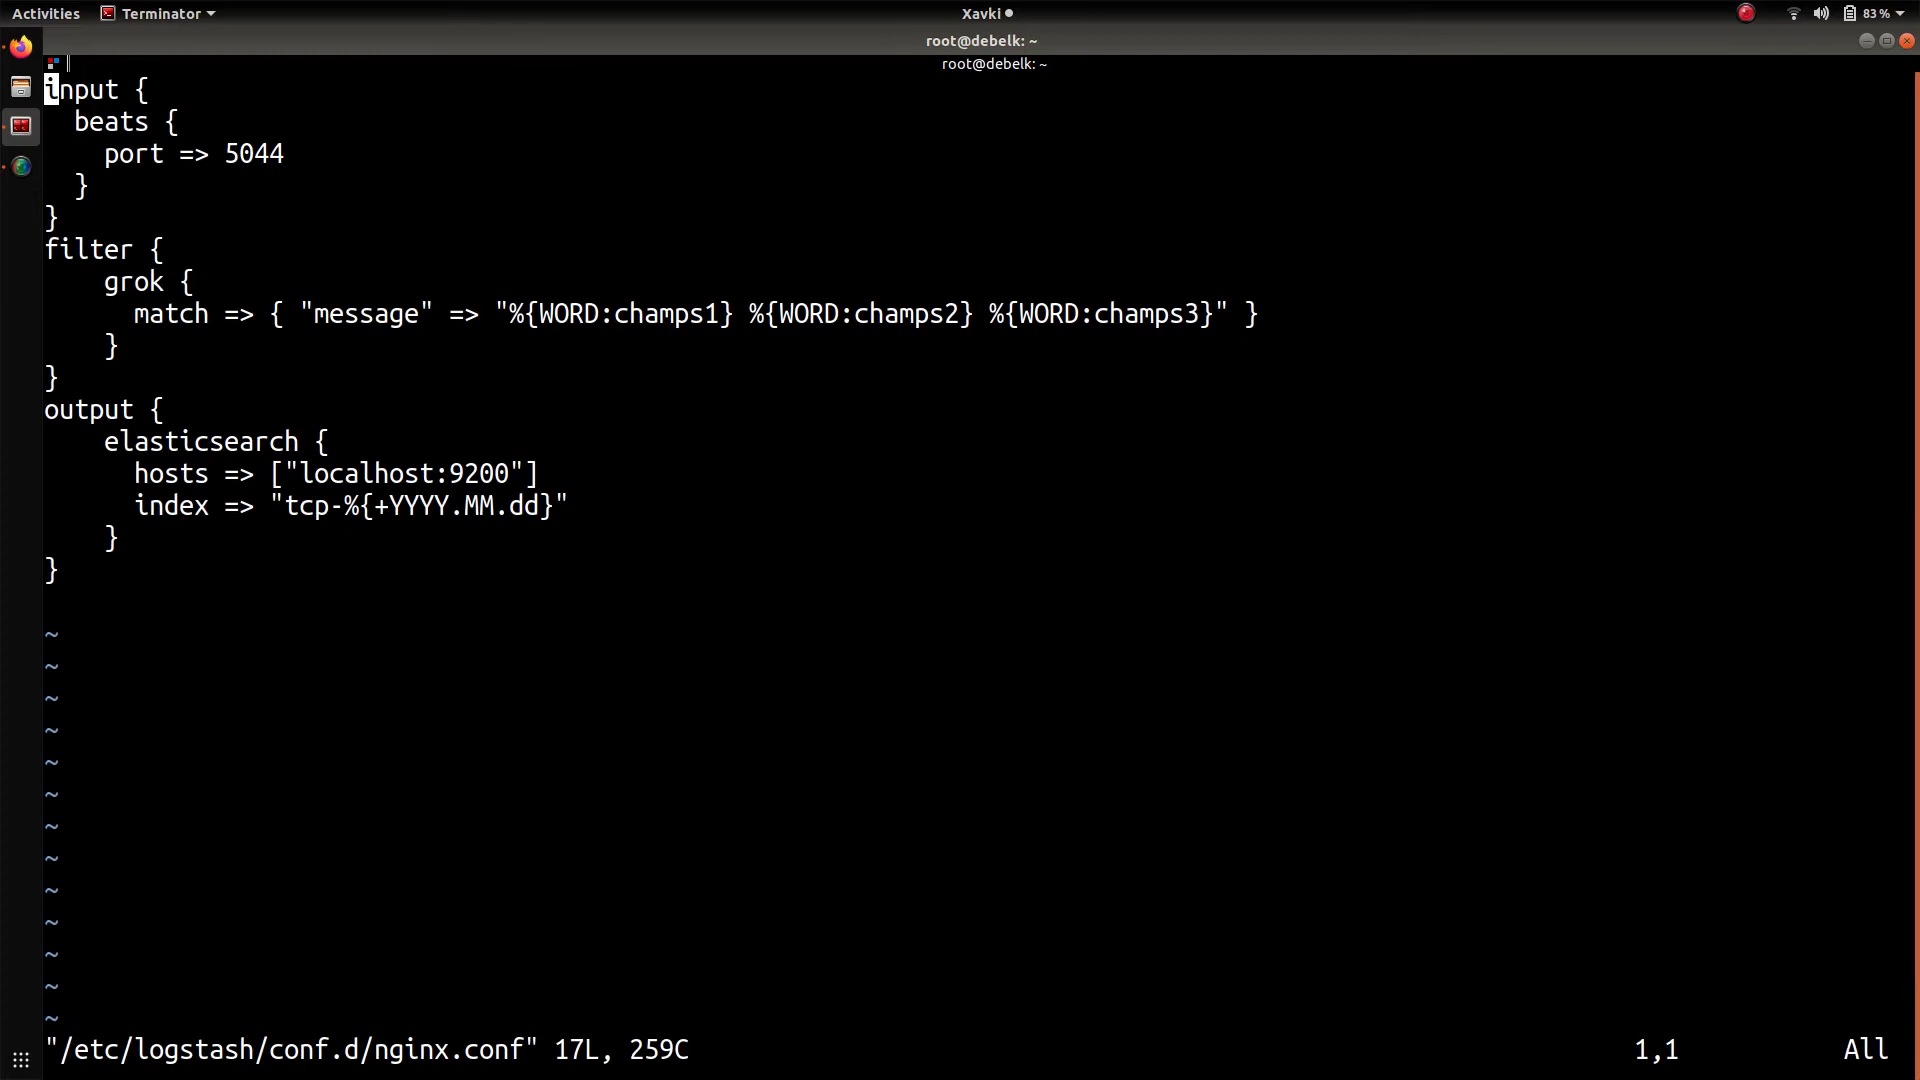 Activities Terminator Xavki 83 %
root@debelk: ~
root@debelk: ~
input {
  beats {
    port => 5044
  }
}
filter {
    grok {
      match => { "message" => "%{WORD:champs1} %{WORD:champs2} %{WORD:champs3}" }
    }
}
output {
    elasticsearch {
      hosts => ["localhost:9200"]
      index => "tcp-%{+YYYY.MM.dd}"
    }
}
~
~
~
~
~
~
~
~
~
~
~
~
~
"/etc/logstash/conf.d/nginx.conf" 17L, 259C 1,1 All